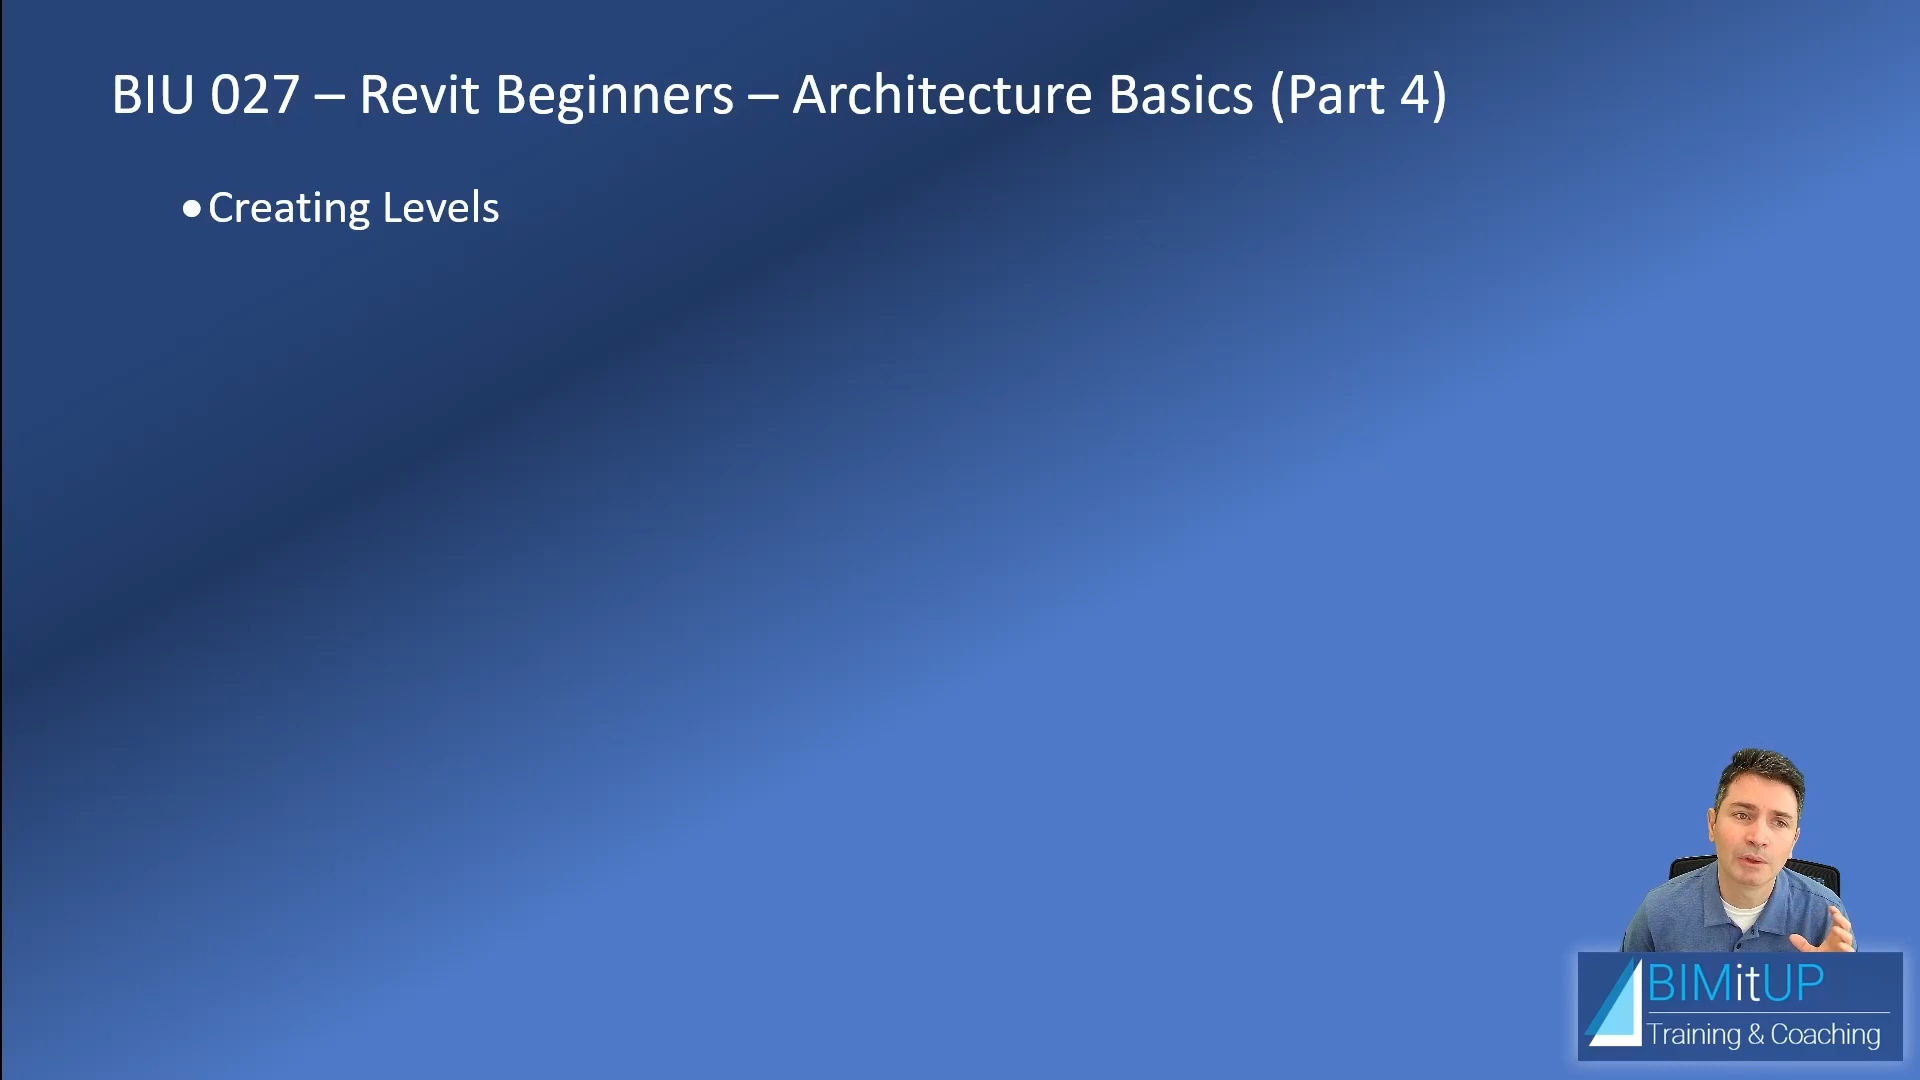 BIU 027 – Revit Beginners – Architecture Basics (Part 4)
•Creating Levels
BIMitUP
Training & Coaching